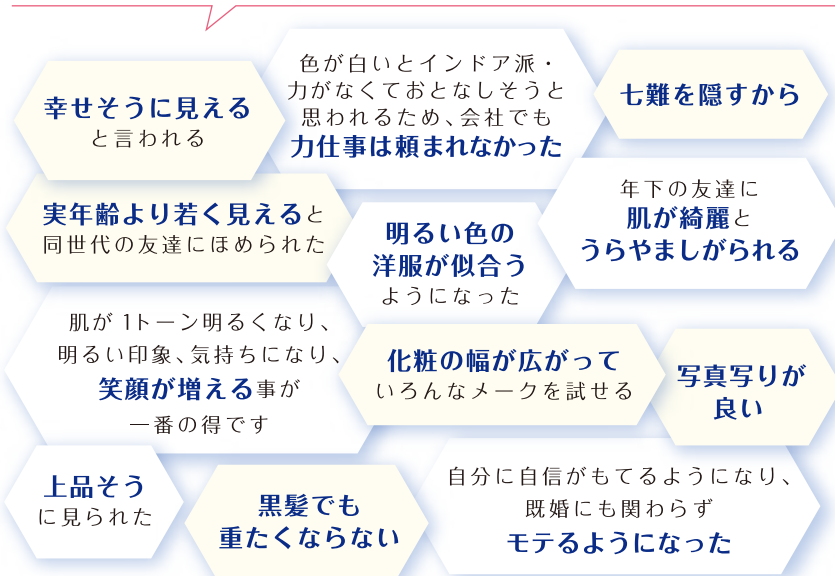 幸せそうに見える
と言われる
色が白いとインドア派・
力がなくておとなしそうと
思われるため、会社でも
力仕事は頼まれなかった
七難を隠すから
実年齢より若く見えると
同世代の友達にほめられた
明るい色の
洋服が似合う
ようになった
年下の友達に
肌が綺麗と
うらやましがられる
肌が1トーン明るくなり、
明るい印象、気持ちになり、
笑顔が増える事が
一番の得です
化粧の幅が広がって
いろんなメークを試せる
写真写りが
良い
上品そう
に見られた
黒髪でも
重たくならない
自分に自信がもてるようになり、
既婚にも関わらず
モテるようになった